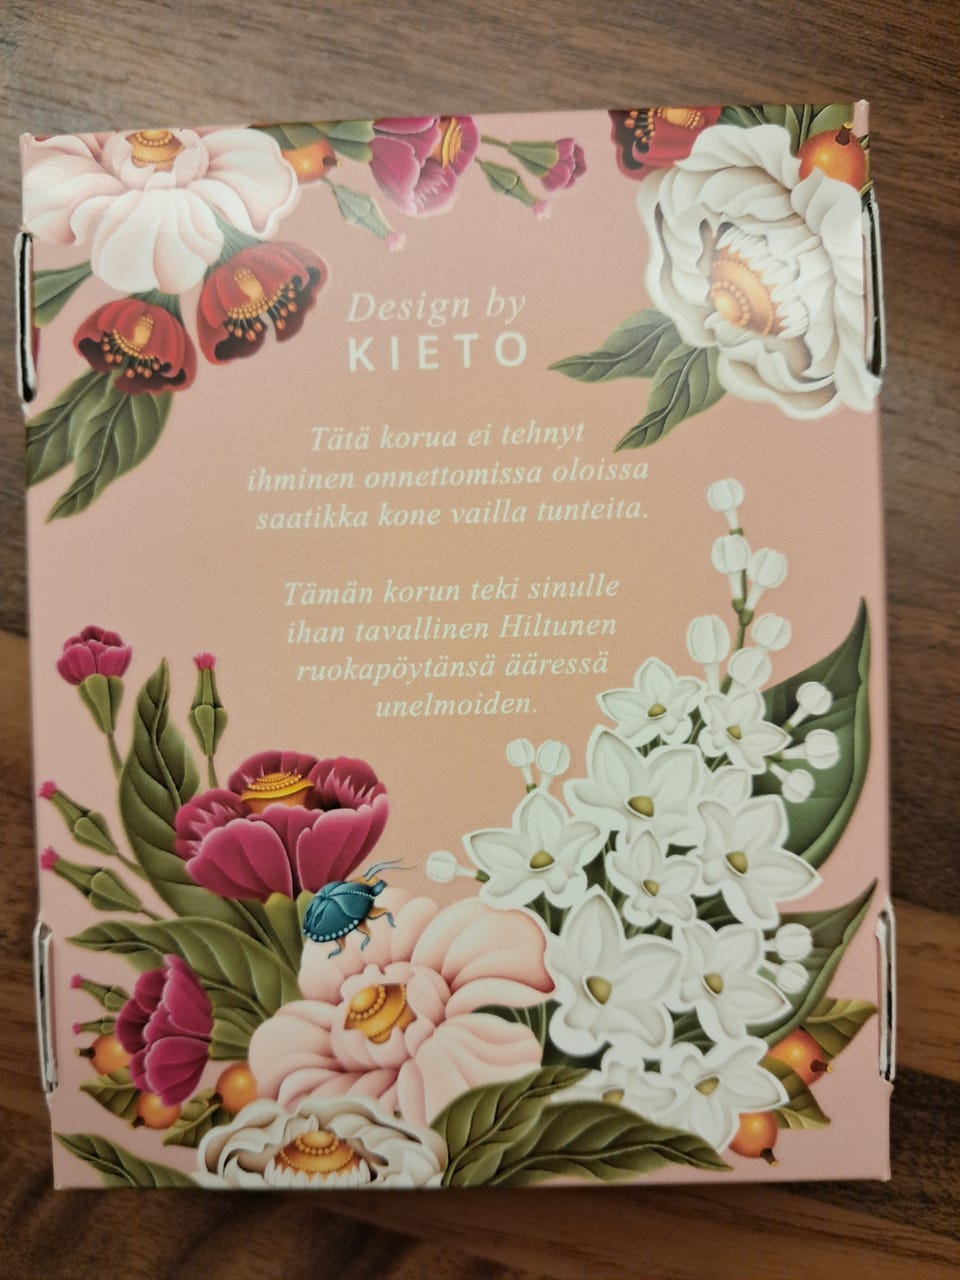 Design by
KIETO
Tätä korua ei tehnyt
ihminen onnettomissa oloissa
saatikka kone vailla tunteita.
Tämän korun teki sinulle
ihan tavallinen Hiltunen
ruokapöytänsä ääressä
unelmoiden.